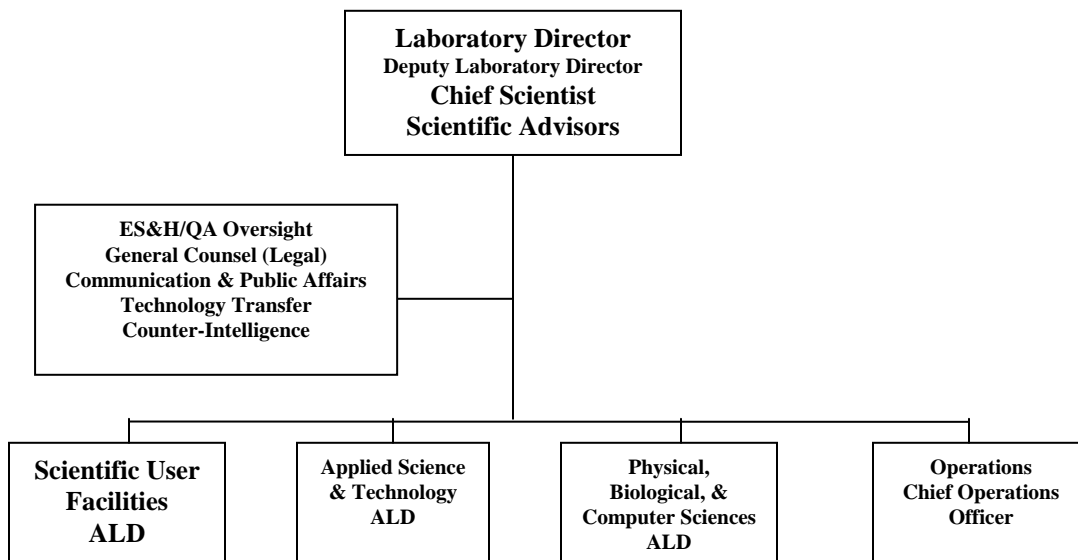 Laboratory Director
Deputy Laboratory Director
Chief Scientist
Scientific Advisors
ES&H/QA Oversight
General Counsel (Legal)
Communication & Public Affairs
Technology Transfer
Counter-Intelligence
Scientific User
Facilities
ALD
Applied Science
& Technology
ALD
Physical,
Biological, &
Computer Sciences
ALD
Operations
Chief Operations
Officer